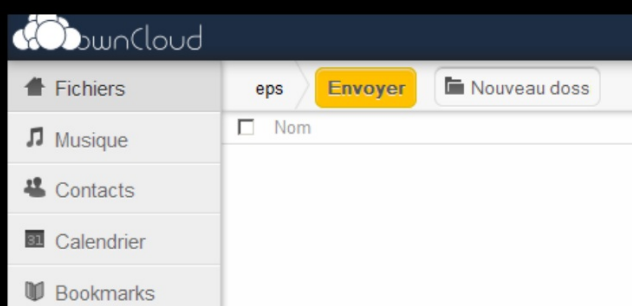 ownCloud
Fichiers
Musique
Contacts
31 Calendrier
Bookmarks
eps Envoyer Nouveau doss
Nom